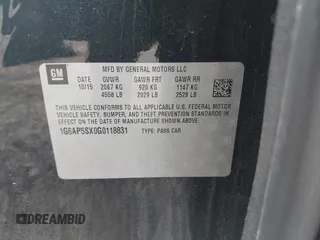 GM
MFD BY GENERAL MOTORS LLC
10/15 GVWR GAWR FRT GAWR RR
2067 KG 920 KG 1147 KG
4558 LB 2029 LB 2529 LB
THIS VEHICLE CONFORMS TO ALL APPLICABLE U.S. FEDERAL MOTOR
VEHICLE SAFETY, BUMPER, AND THEFT PREVENTION STANDARDS
IN EFFECT ON THE DATE OF MANUFACTURE SHOWN ABOVE.
1G6AP5SX0G0118831 TYPE: PASS CAR
DREAMBID